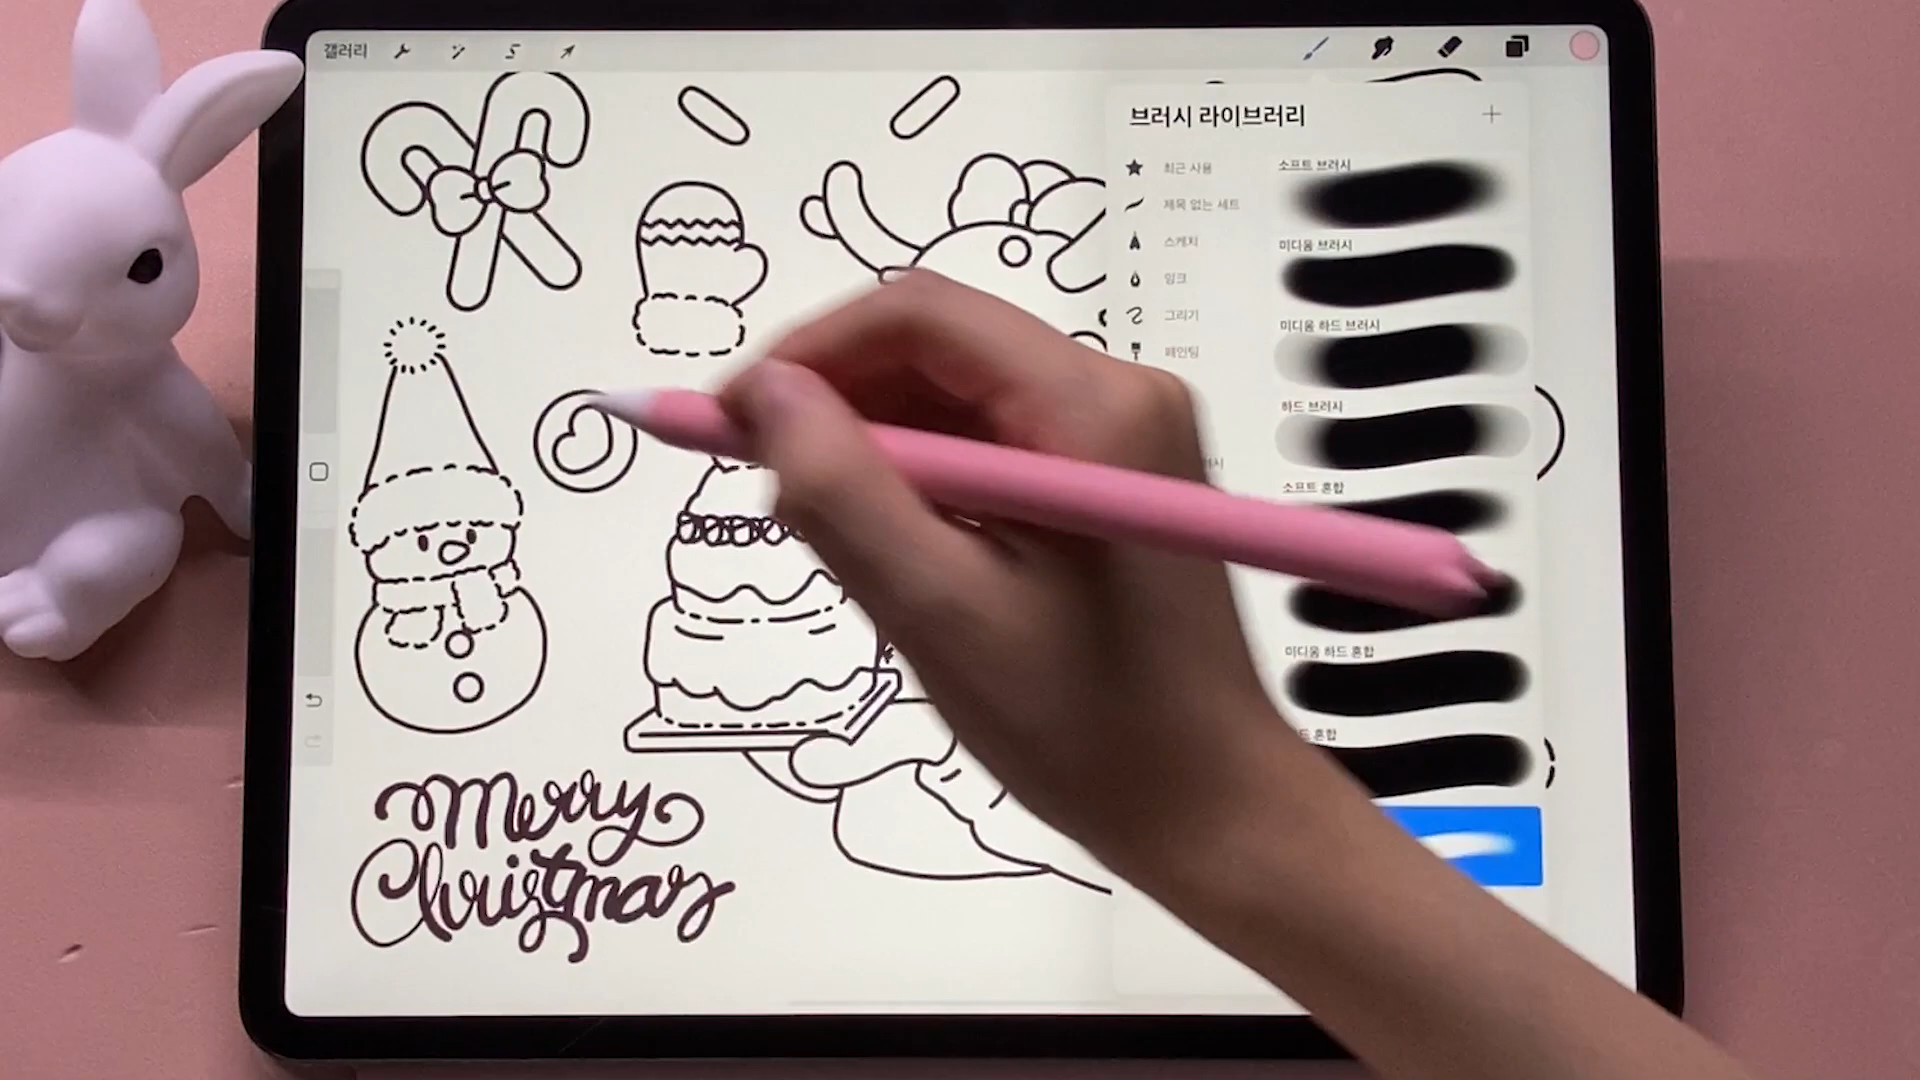 갤러리
브러시 라이브러리
최근 사용
제목 없는 세트
스케치
잉크
그리기
페인팅
소프트 브러시
미디움 브러시
미디움 하드 브러시
하드 브러시
소프트 혼합
미디움 하드 혼합
혼합
Merry
Christmas